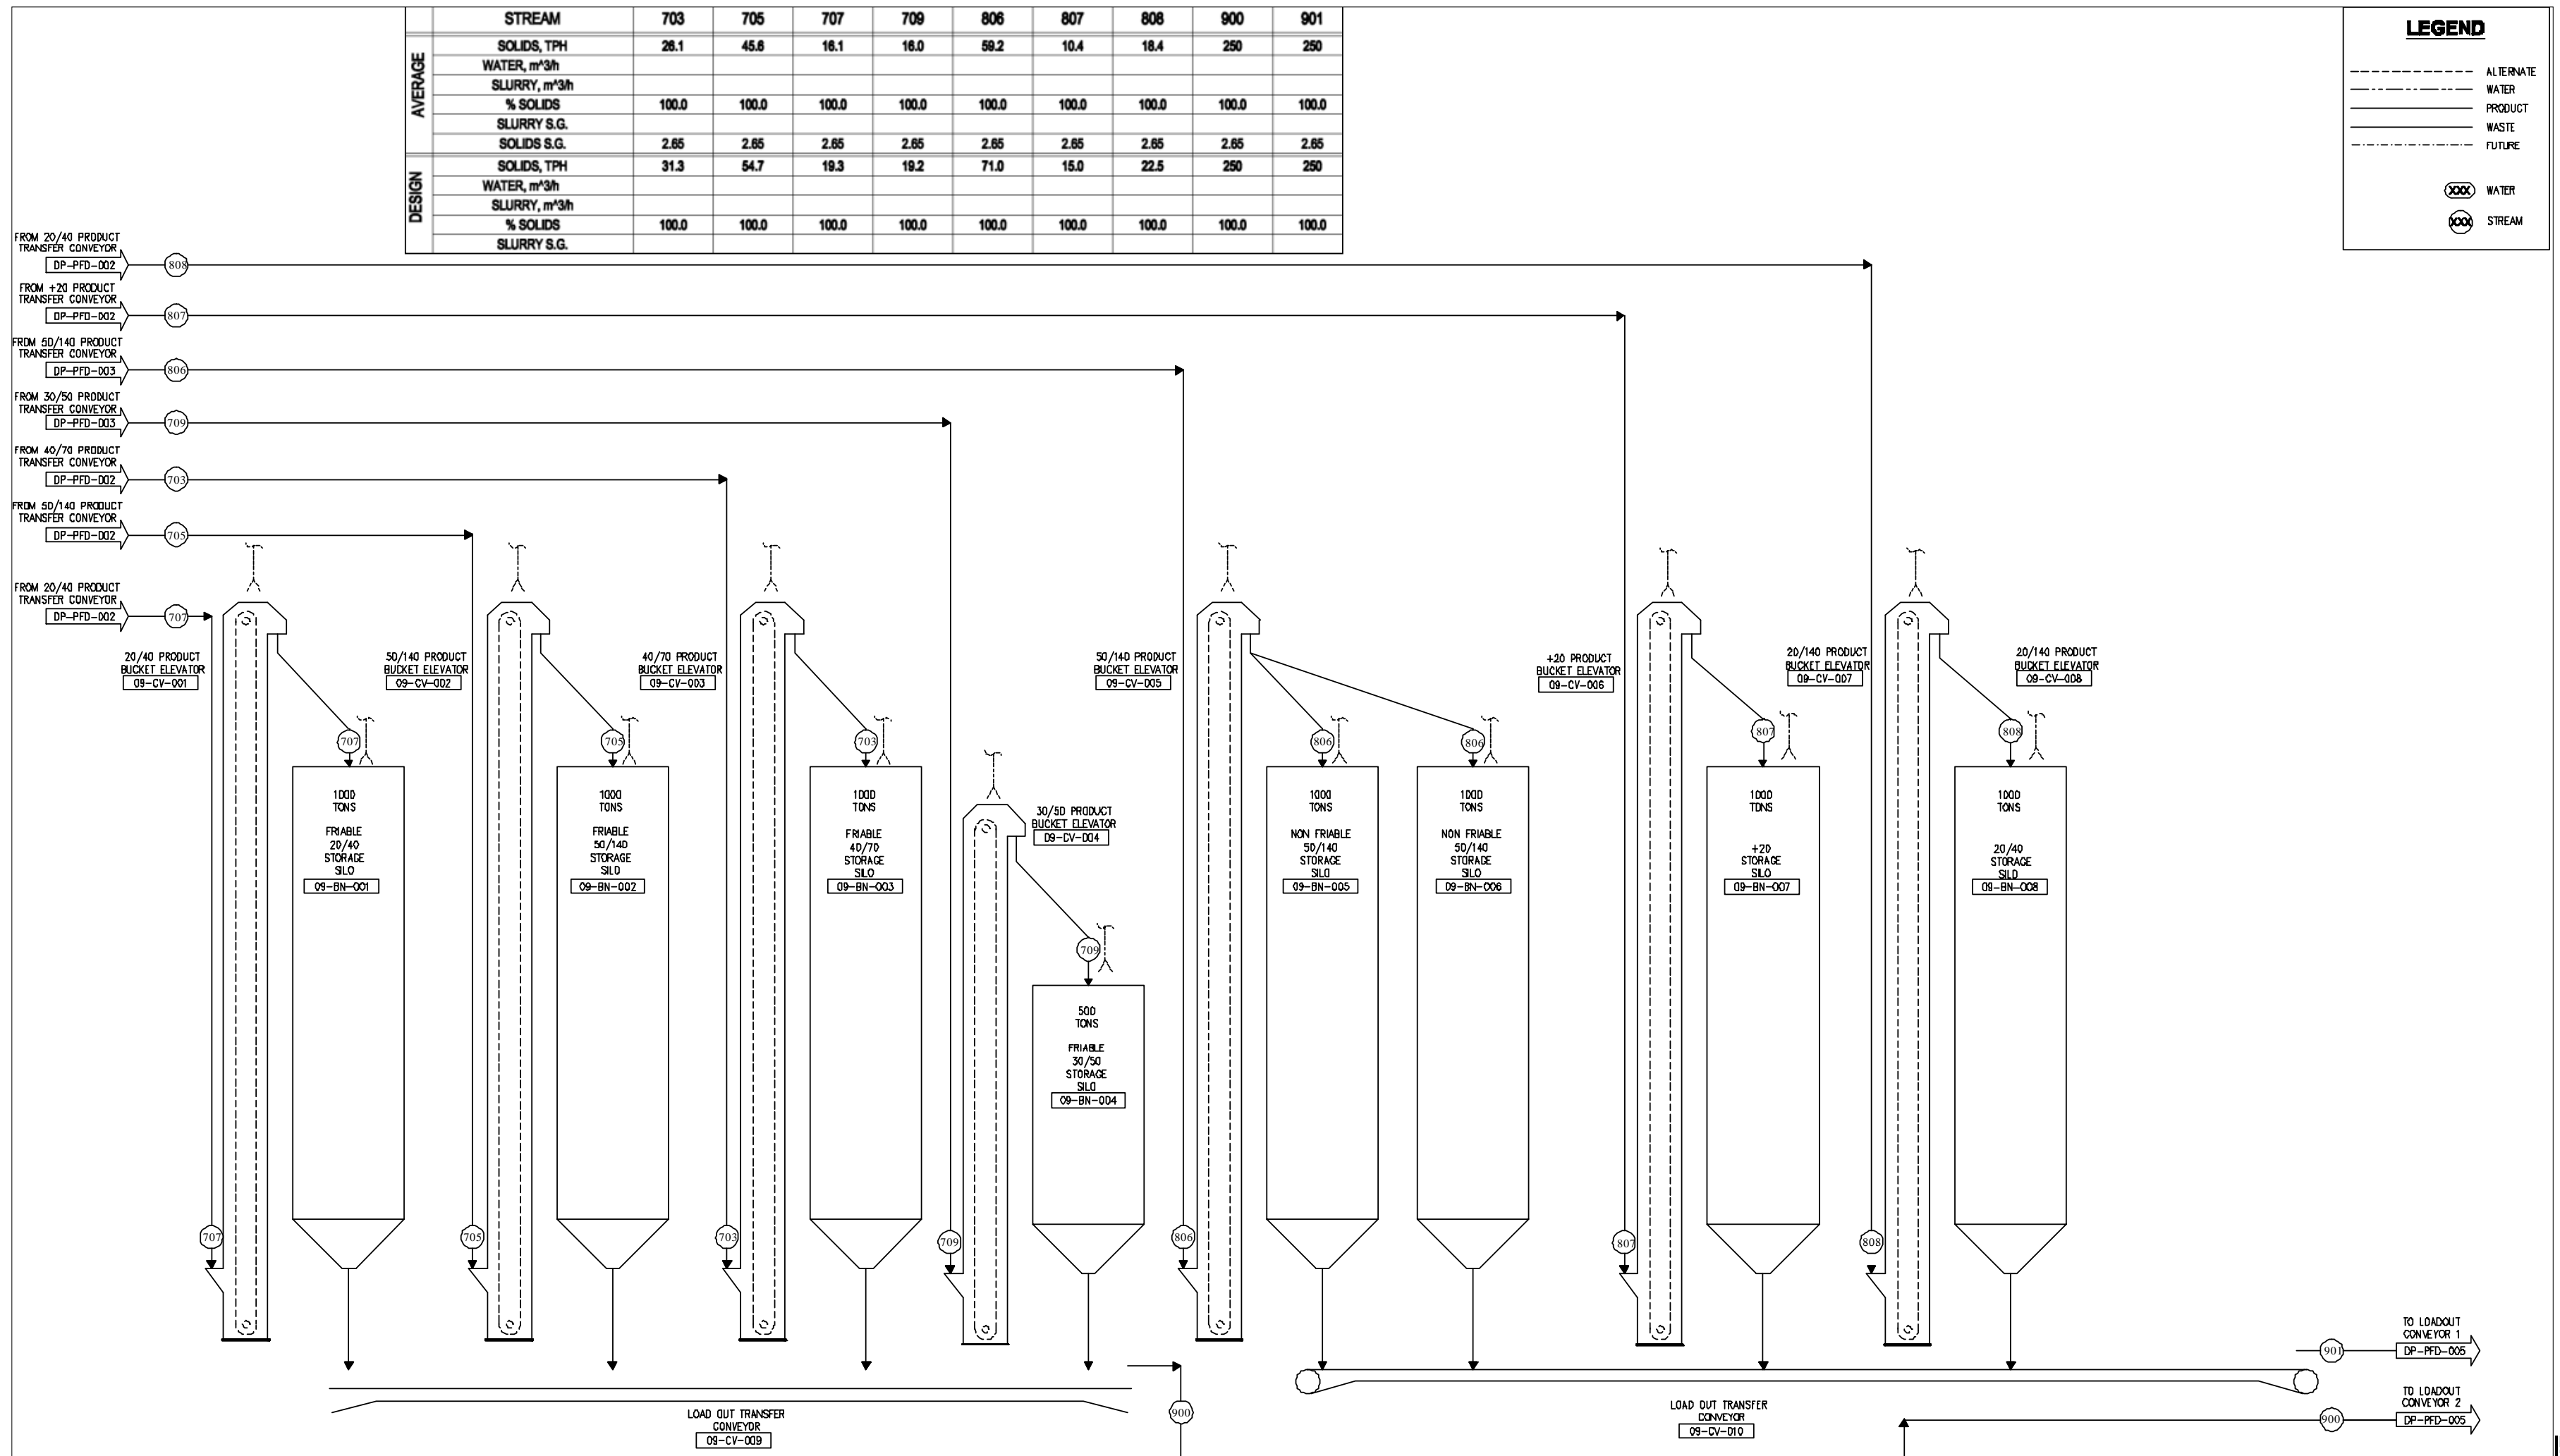 STREAM 703 705 707 709 806 807 808 900 901
AVERAGE
SOLIDS, TPH 26.1 45.6 16.1 16.0 59.2 10.4 18.4 250 250
WATER, m^3/h
SLURRY, m^3/h
% SOLIDS 100.0 100.0 100.0 100.0 100.0 100.0 100.0 100.0 100.0
SLURRY S.G.
SOLIDS S.G. 2.65 2.65 2.65 2.65 2.65 2.65 2.65 2.65 2.65
DESIGN
SOLIDS, TPH 31.3 54.7 19.3 19.2 71.0 15.0 22.5 250 250
WATER, m^3/h
SLURRY, m^3/h
% SOLIDS 100.0 100.0 100.0 100.0 100.0 100.0 100.0 100.0 100.0
SLURRY S.G.
LEGEND
ALTERNATE
WATER
PRODUCT
WASTE
FUTURE
XXX WATER
XXX STREAM
FROM 20/40 PRODUCT
TRANSFER CONVEYOR
DP-PFD-002 808
FROM +20 PRODUCT
TRANSFER CONVEYOR
DP-PFD-002 807
FROM 50/140 PRODUCT
TRANSFER CONVEYOR
DP-PFD-003 806
FROM 30/50 PRODUCT
TRANSFER CONVEYOR
DP-PFD-003 709
FROM 40/70 PRODUCT
TRANSFER CONVEYOR
DP-PFD-002 703
FROM 50/140 PRODUCT
TRANSFER CONVEYOR
DP-PFD-002 705
FROM 20/40 PRODUCT
TRANSFER CONVEYOR
DP-PFD-002 707
20/40 PRODUCT
BUCKET ELEVATOR
09-CV-001
50/140 PRODUCT
BUCKET ELEVATOR
09-CV-002
40/70 PRODUCT
BUCKET ELEVATOR
09-CV-003
30/50 PRODUCT
BUCKET ELEVATOR
09-CV-004
50/140 PRODUCT
BUCKET ELEVATOR
09-CV-005
+20 PRODUCT
BUCKET ELEVATOR
09-CV-006
20/140 PRODUCT
BUCKET ELEVATOR
09-CV-007
20/140 PRODUCT
BUCKET ELEVATOR
09-CV-008
707
1000
TONS
FRIABLE
20/40
STORAGE
SILO
09-BN-001
705
1000
TONS
FRIABLE
50/140
STORAGE
SILO
09-BN-002
703
1000
TONS
FRIABLE
40/70
STORAGE
SILO
09-BN-003
709
500
TONS
FRIABLE
30/50
STORAGE
SILO
09-BN-004
806
1000
TONS
NON FRIABLE
50/140
STORAGE
SILO
09-BN-005
806
1000
TONS
NON FRIABLE
50/140
STORAGE
SILO
09-BN-006
807
1000
TONS
+20
STORAGE
SILO
09-BN-007
808
1000
TONS
20/40
STORAGE
SILO
09-BN-008
707
705
703
709
806
807
808
LOAD OUT TRANSFER
CONVEYOR
09-CV-009
900
LOAD OUT TRANSFER
CONVEYOR
09-CV-010
TO LOADOUT
CONVEYOR 1
901 DP-PFD-005
TO LOADOUT
CONVEYOR 2
900 DP-PFD-005